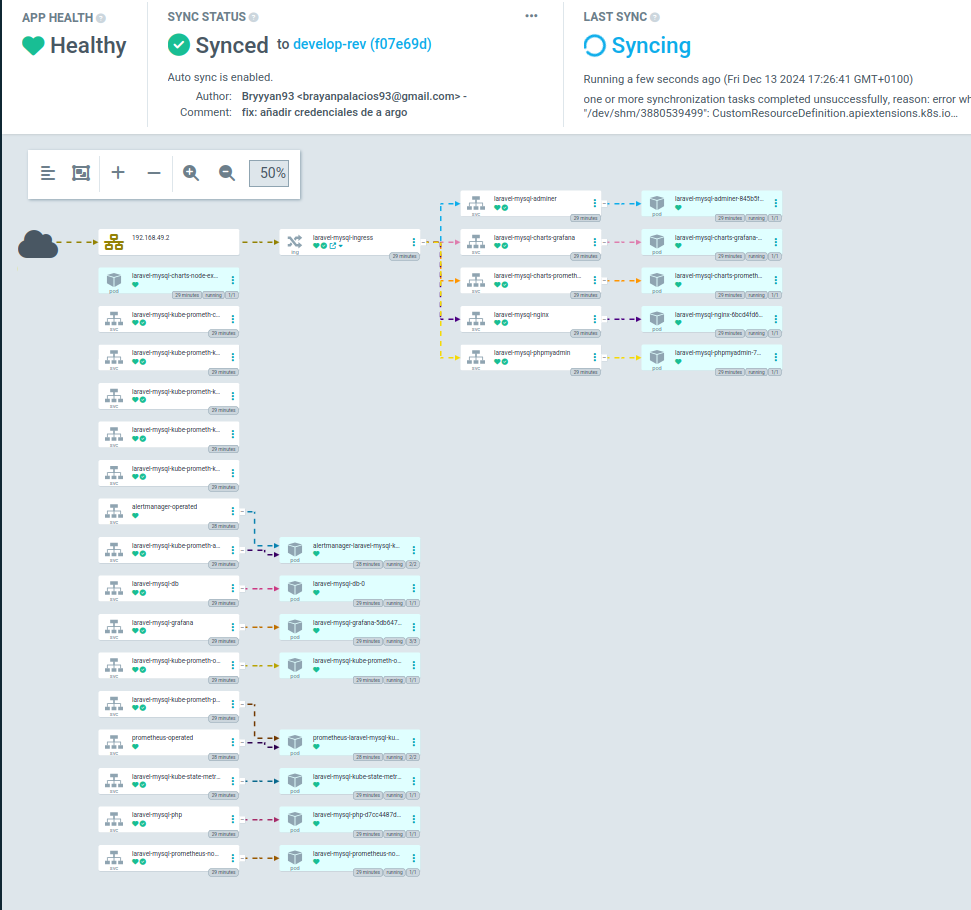 APP HEALTH
Healthy
SYNC STATUS
Synced to develop-rev (f07e69d)
Auto sync is enabled.
Author: Bryyyan93 <brayanpalacios93@gmail.com> -
Comment: fix: añadir credenciales de a argo
LAST SYNC
Syncing
Running a few seconds ago (Fri Dec 13 2024 17:26:41 GMT+0100)
one or more synchronization tasks completed unsuccessfully, reason: error wh
"/dev/shm/3880539499": CustomResourceDefinition.apiextensions.k8s.io...
50%
192.168.49.2
laravel-mysql-ingress
ing
29 minutes
laravel-mysql-adminer
svc
29 minutes
laravel-mysql-adminer-845b5f...
pod
29 minutes running 1/1
laravel-mysql-charts-grafana
svc
29 minutes
laravel-mysql-charts-grafana-...
pod
29 minutes running 1/1
laravel-mysql-charts-prometh...
svc
29 minutes
laravel-mysql-charts-prometh...
pod
29 minutes running 1/1
laravel-mysql-nginx
svc
29 minutes
laravel-mysql-nginx-6bcd4fd6...
pod
29 minutes running 1/1
laravel-mysql-phpmyadmin
svc
29 minutes
laravel-mysql-phpmyadmin-7...
pod
29 minutes running 1/1
laravel-mysql-charts-node-ex...
pod
29 minutes running 1/1
laravel-mysql-kube-prometh-c...
svc
29 minutes
laravel-mysql-kube-prometh-k...
svc
29 minutes
laravel-mysql-kube-prometh-k...
svc
29 minutes
laravel-mysql-kube-prometh-k...
svc
29 minutes
laravel-mysql-kube-prometh-k...
svc
29 minutes
alertmanager-operated
svc
28 minutes
laravel-mysql-kube-prometh-a...
svc
29 minutes
alertmanager-laravel-mysql-k...
pod
28 minutes running 2/2
laravel-mysql-db
svc
29 minutes
laravel-mysql-db-0
pod
29 minutes running 1/1
laravel-mysql-grafana
svc
29 minutes
laravel-mysql-grafana-5db647...
pod
29 minutes running 3/3
laravel-mysql-kube-prometh-o...
svc
29 minutes
laravel-mysql-kube-prometh-o...
pod
29 minutes running 1/1
laravel-mysql-kube-prometh-p...
svc
29 minutes
prometheus-operated
svc
28 minutes
prometheus-laravel-mysql-ku...
pod
28 minutes running 2/2
laravel-mysql-kube-state-metr...
svc
29 minutes
laravel-mysql-kube-state-metr...
pod
29 minutes running 1/1
laravel-mysql-php
svc
29 minutes
laravel-mysql-php-d7cc4487d...
pod
29 minutes running 1/1
laravel-mysql-prometheus-no...
svc
29 minutes
laravel-mysql-prometheus-no...
pod
29 minutes running 1/1